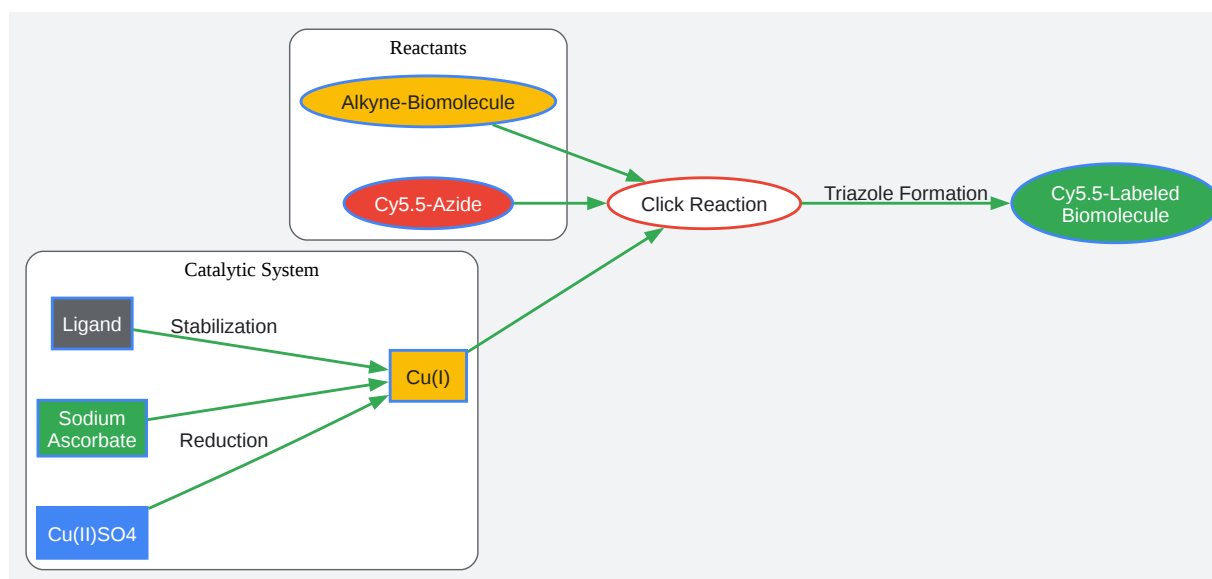 Reactants
Alkyne-Biomolecule
Cy5.5-Azide
Click Reaction
Triazole Formation
Cy5.5-Labeled
Biomolecule
Catalytic System
Ligand
Stabilization
Cu(I)
Sodium
Ascorbate
Reduction
Cu(II)SO4